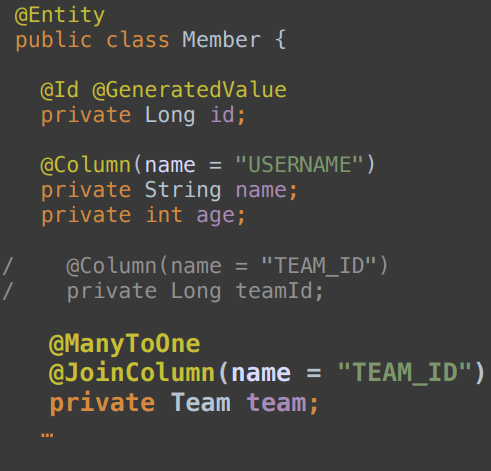 @Entity
public class Member {
@Id @GeneratedValue
private Long id;
@Column(name = "USERNAME")
private String name;
private int age;
/ @Column(name = "TEAM_ID")
/ private Long teamId;
@ManyToOne
@JoinColumn(name = "TEAM_ID")
private Team team;
…